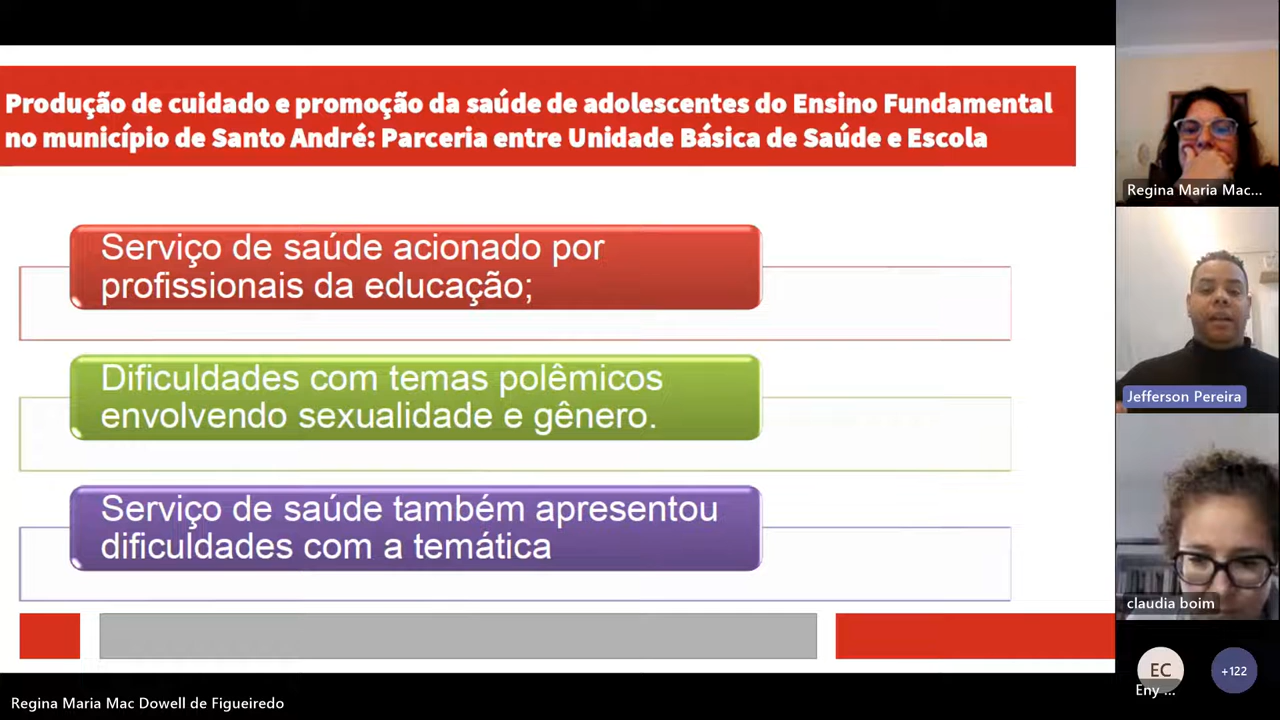 Produção de cuidado e promoção da saúde de adolescentes do Ensino Fundamental
no município de Santo André: Parceria entre Unidade Básica de Saúde e Escola
Serviço de saúde acionado por
profissionais da educação;
Dificuldades com temas polêmicos
envolvendo sexualidade e gênero.
Serviço de saúde também apresentou
dificuldades com a temática
Regina Maria Mac...
Jefferson Pereira
claudia boim
EC
Eny ...
+122
Regina Maria Mac Dowell de Figueiredo